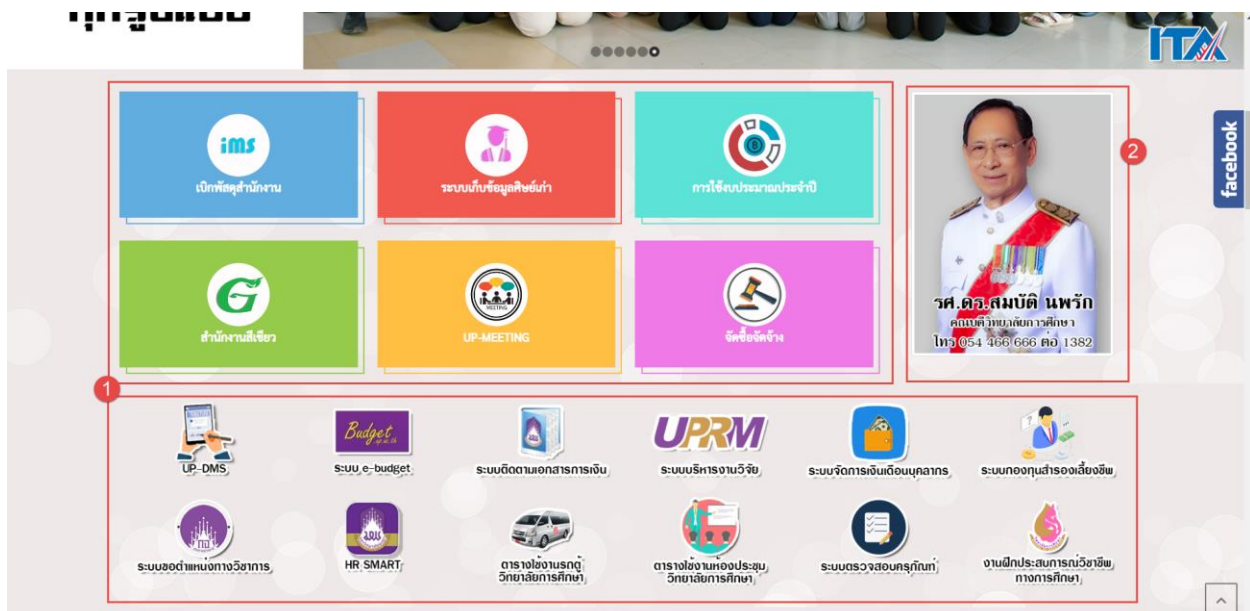 ทุกรูปแบบ
ITA
facebook
ims
เบิกพัสดุสำนักงาน
ระบบเก็บข้อมูลศิษย์เก่า
การใช้งบประมาณประจำปี
2
G
สำนักงานสีเขียว
MEETING
UP-MEETING
จัดซื้อจัดจ้าง
รศ.ดร.สมบัติ นพรัก
คณบดีวิทยาลัยการศึกษา
โทร 054 466 666 ต่อ 1382
1
UP-DMS
Budget
ระบบ e-budget
ระบบติดตามเอกสารการเงิน
UPRM
ระบบบริหารงานวิจัย
ระบบจัดการเงินเดือนบุคลากร
ระบบกองทุนสำรองเลี้ยงชีพ
ระบบขอตำแหน่งทางวิชาการ
HR SMART
ตารางใช้งานรถตู้
วิทยาลัยการศึกษา
ตารางใช้งานห้องประชุม
วิทยาลัยการศึกษา
ระบบตรวจสอบครุภัณฑ์
งานฝึกประสบการณ์วิชาชีพ
ทางการศึกษา